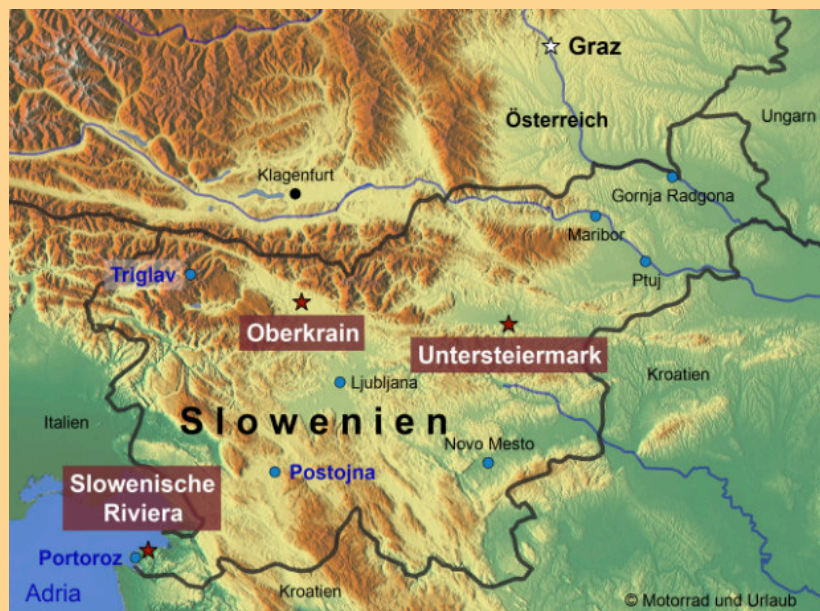 Graz
Österreich
Ungarn
Klagenfurt
Gornja Radgona
Maribor
Triglav
Ptuj
Oberkrain
Untersteiermark
Kroatien
Ljubljana
Slowenien
Italien
Novo Mesto
Postojna
Slowenische
Riviera
Portoroz
Adria
Kroatien
© Motorrad und Urlaub